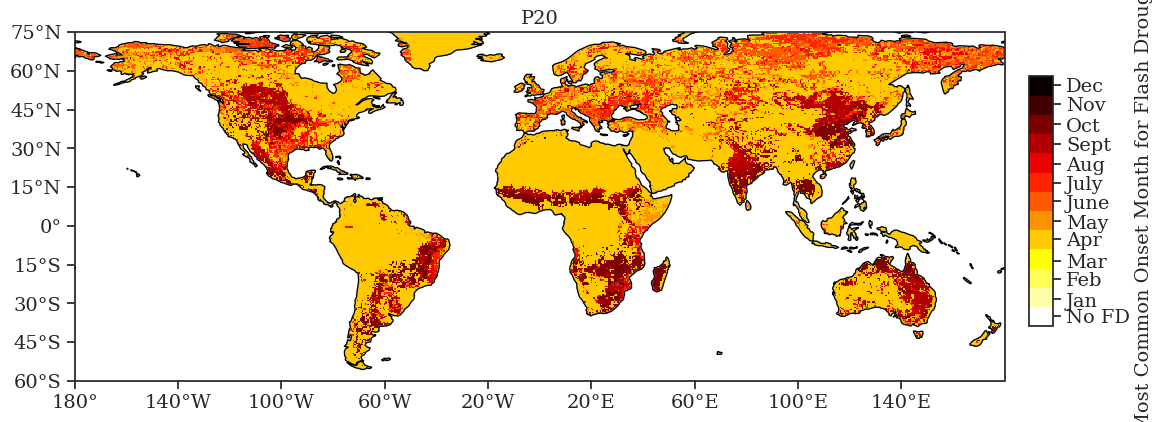 P20
75°N
60°N
45°N
30°N
15°N
0°
15°S
30°S
45°S
60°S
180°
140°W
100°W
60°W
20°W
20°E
60°E
100°E
140°E
Dec
Nov
Oct
Sept
Aug
July
June
May
Apr
Mar
Feb
Jan
No FD
Most Common Onset Month for Flash